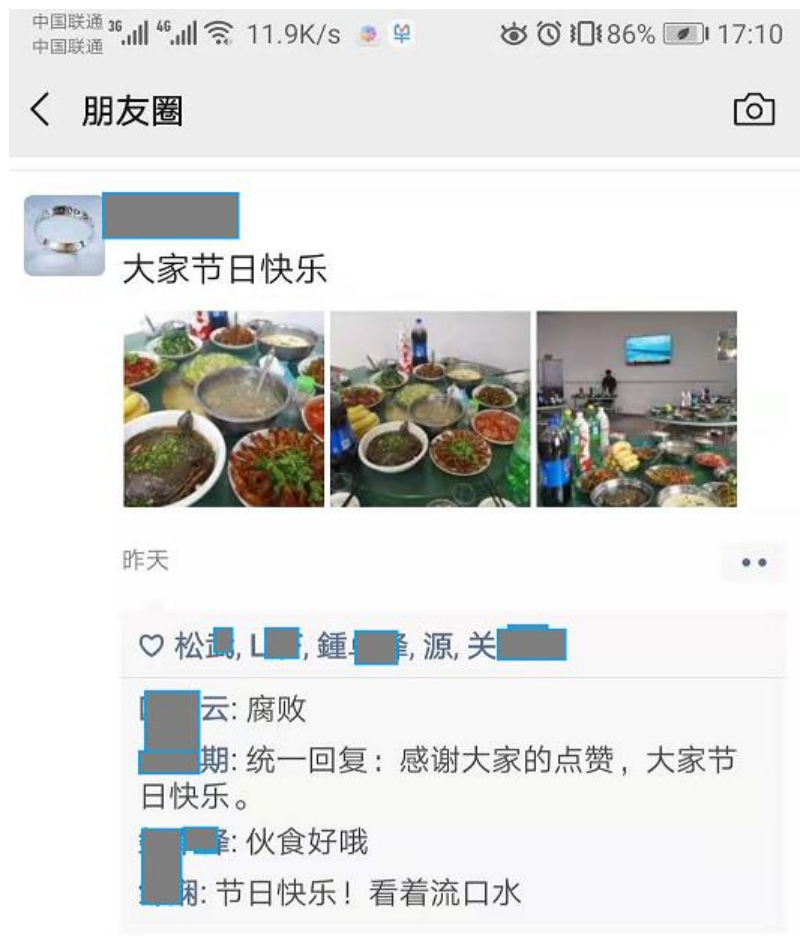 中国联通 3G 4G 11.9K/s 86% 17:10
中国联通
朋友圈
大家节日快乐
昨天
松, L, 鍾, 源, 关
云: 腐败
期: 统一回复：感谢大家的点赞，大家节
日快乐。
锋: 伙食好哦
娴: 节日快乐！看着流口水